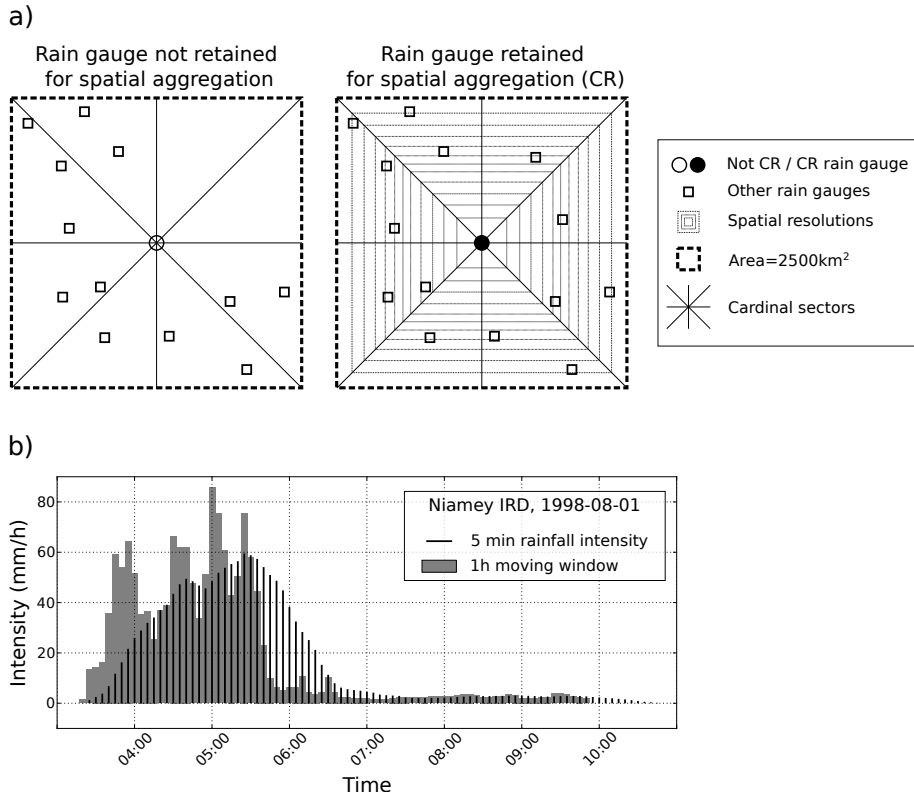 a)
Rain gauge not retained
for spatial aggregation
Rain gauge retained
for spatial aggregation (CR)
Not CR / CR rain gauge
Other rain gauges
Spatial resolutions
Area=2500km²
Cardinal sectors
b)
Niamey IRD, 1998-08-01
5 min rainfall intensity
1h moving window
Intensity (mm/h)
80
60
40
20
0
04:00
05:00
06:00
07:00
08:00
09:00
10:00
Time